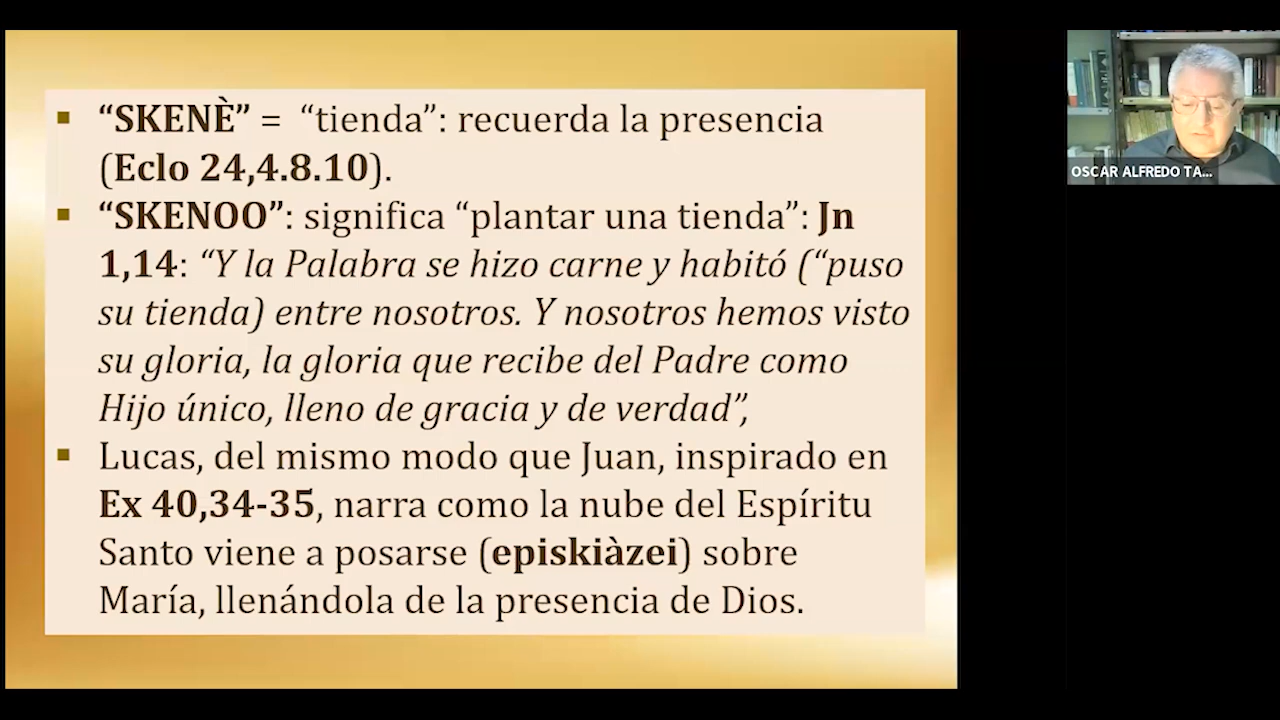 “SKENÈ” = “tienda”: recuerda la presencia
(Eclo 24,4.8.10).
“SKENOO”: significa “plantar una tienda”: Jn
1,14: “Y la Palabra se hizo carne y habitó (“puso
su tienda) entre nosotros. Y nosotros hemos visto
su gloria, la gloria que recibe del Padre como
Hijo único, lleno de gracia y de verdad”,
Lucas, del mismo modo que Juan, inspirado en
Ex 40,34-35, narra como la nube del Espíritu
Santo viene a posarse (episkiàzei) sobre
María, llenándola de la presencia de Dios.
OSCAR ALFREDO TA...